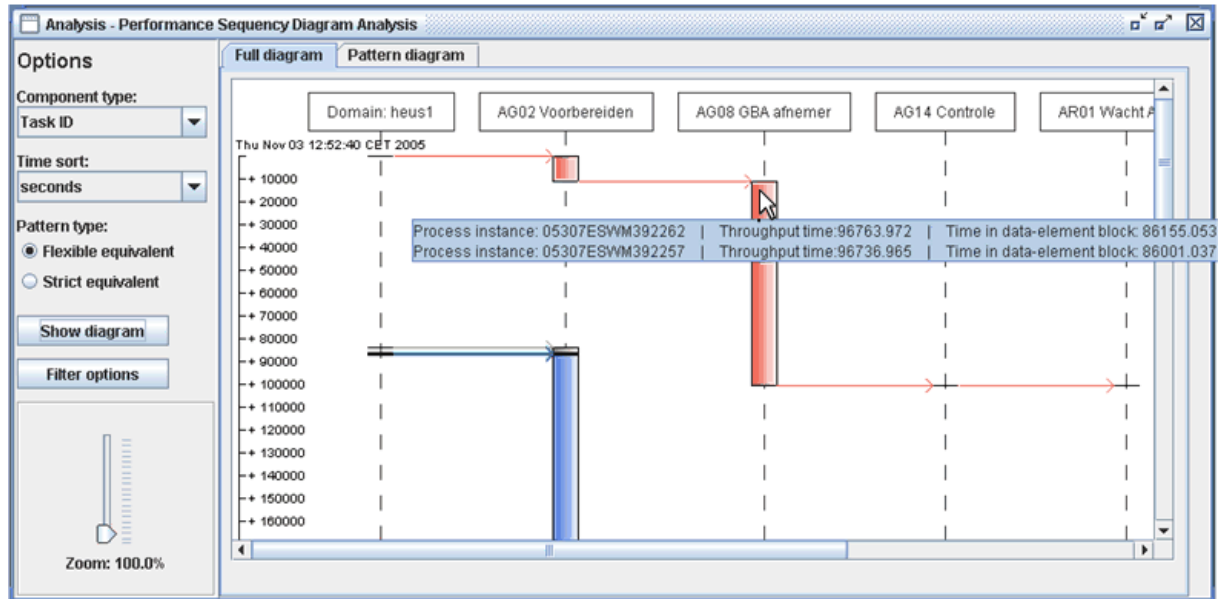 Analysis - Performance Sequency Diagram Analysis
Options
Component type:
Task ID
Time sort:
seconds
Pattern type:
Flexible equivalent
Strict equivalent
Show diagram
Filter options
Zoom: 100.0%
Full diagram
Pattern diagram
Domain: heus1
AG02 Voorbereiden
AG08 GBA afnemer
AG14 Controle
AR01 Wacht A
Thu Nov 03 12:52:40 CET 2005
+ 10000
+ 20000
+ 30000
Process instance: 05307ESWM392262 | Throughput time:96763.972 | Time in data-element block: 86155.053
+ 40000
Process instance: 05307ESWM392257 | Throughput time:96736.965 | Time in data-element block: 86001.037
+ 50000
+ 60000
+ 70000
+ 80000
+ 90000
+ 100000
+ 110000
+ 120000
+ 130000
+ 140000
+ 150000
+ 160000